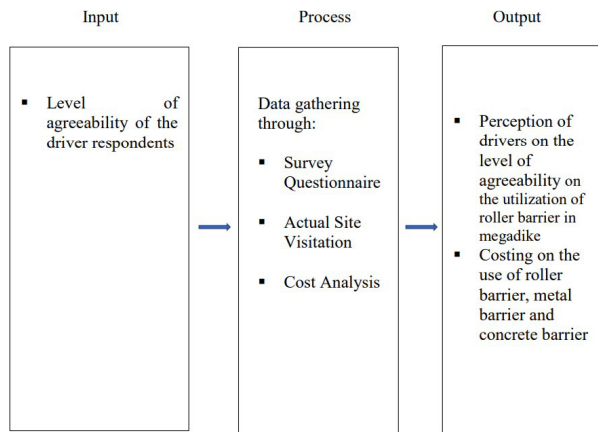 Input
Process
Output
▪ Level of
agreeability of the
driver respondents
Data gathering
through:
▪ Survey
Questionnaire
▪ Actual Site
Visitation
▪ Cost Analysis
▪ Perception of
drivers on the
level of
agreeability on
the utilization of
roller barrier in
megadike
▪ Costing on the
use of roller
barrier, metal
barrier and
concrete barrier